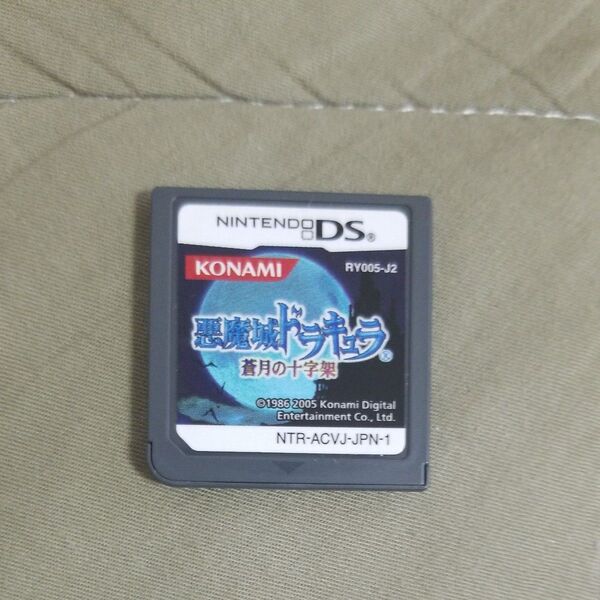 NINTENDO DS®
KONAMI
RY005-J2
悪魔城ドラキュラ
蒼月の十字架
©1986 2005 Konami Digital
Entertainment Co., Ltd.
NTR-ACVJ-JPN-1